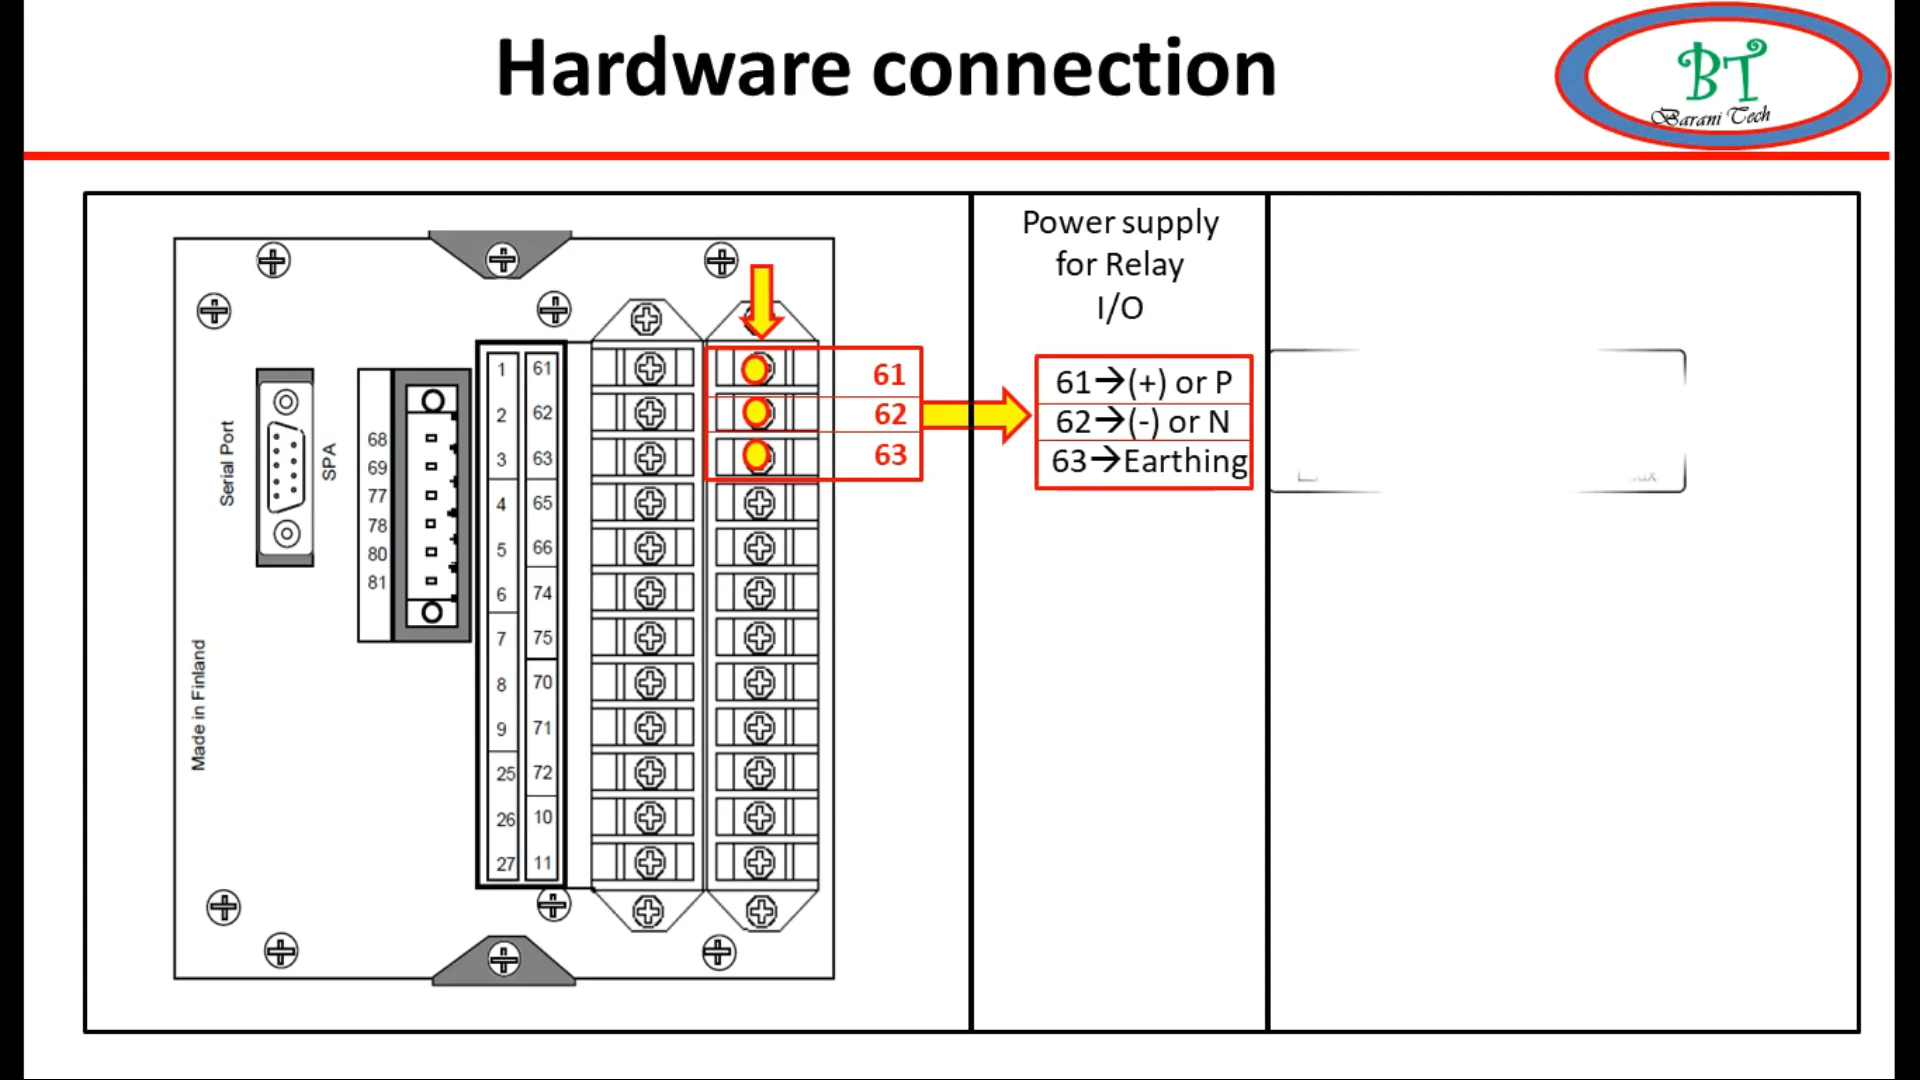 Hardware connection
BT
Barani Tech
Power supply
for Relay
I/O
Serial Port
SPA
Made in Finland
68
69
77
78
80
81
1 61
2 62
3 63
4 65
5 66
6 74
7 75
8 70
9 71
25 72
26 10
27 11
61
62
63
61→(+) or P
62→(-) or N
63→Earthing